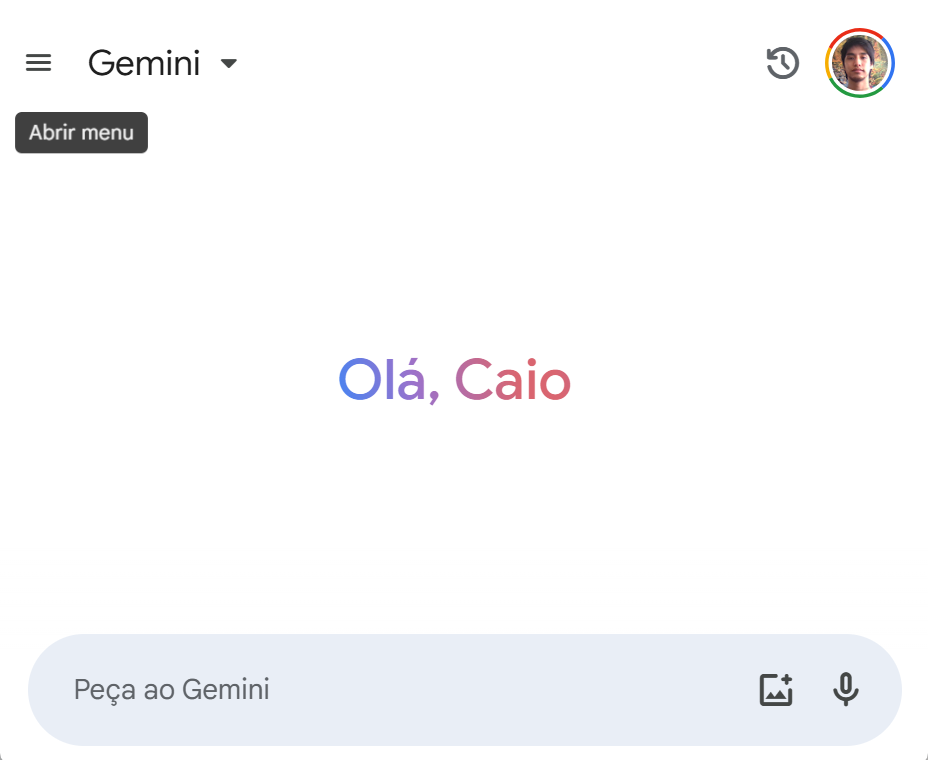 Gemini
Abrir menu
Olá, Caio
Peça ao Gemini